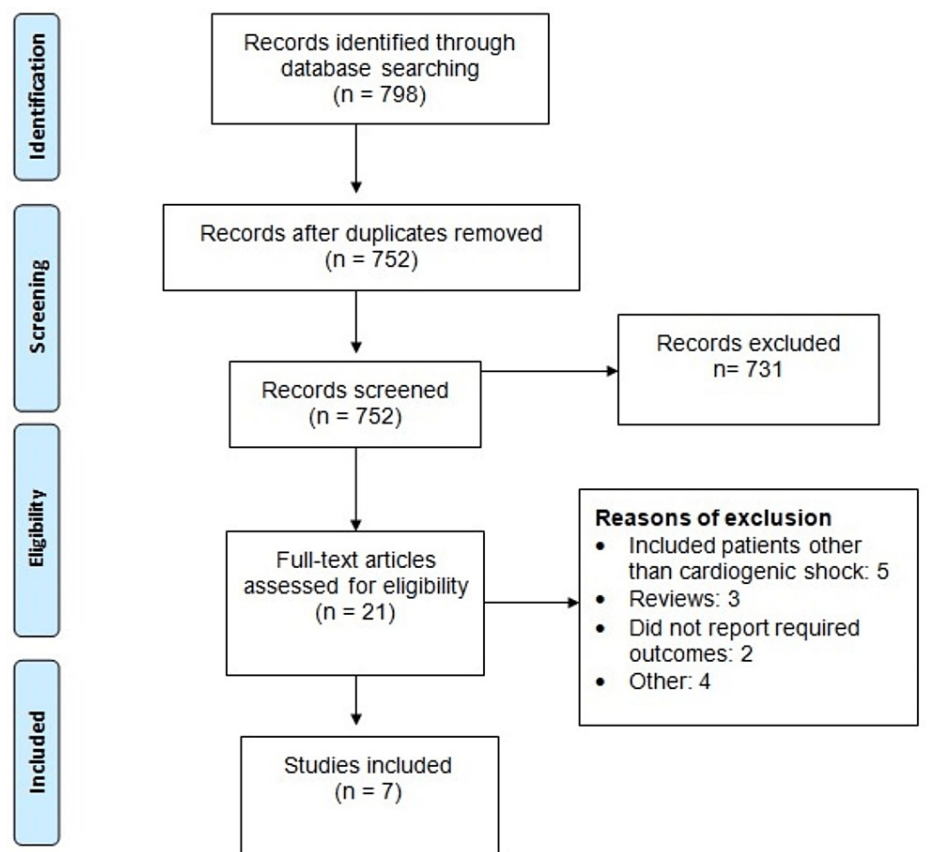 Identification
Records identified through
database searching
(n = 798)
Screening
Records after duplicates removed
(n = 752)
Records screened
(n = 752)
Records excluded
n= 731
Eligibility
Full-text articles
assessed for eligibility
(n = 21)
Reasons of exclusion
• Included patients other
than cardiogenic shock: 5
• Reviews: 3
• Did not report required
outcomes: 2
• Other: 4
Included
Studies included
(n = 7)